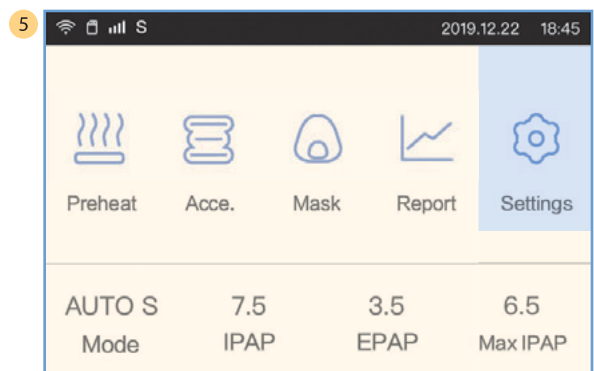 5
S 2019.12.22 18:45
Preheat Acce. Mask Report Settings
AUTO S 7.5 3.5 6.5
Mode IPAP EPAP Max IPAP